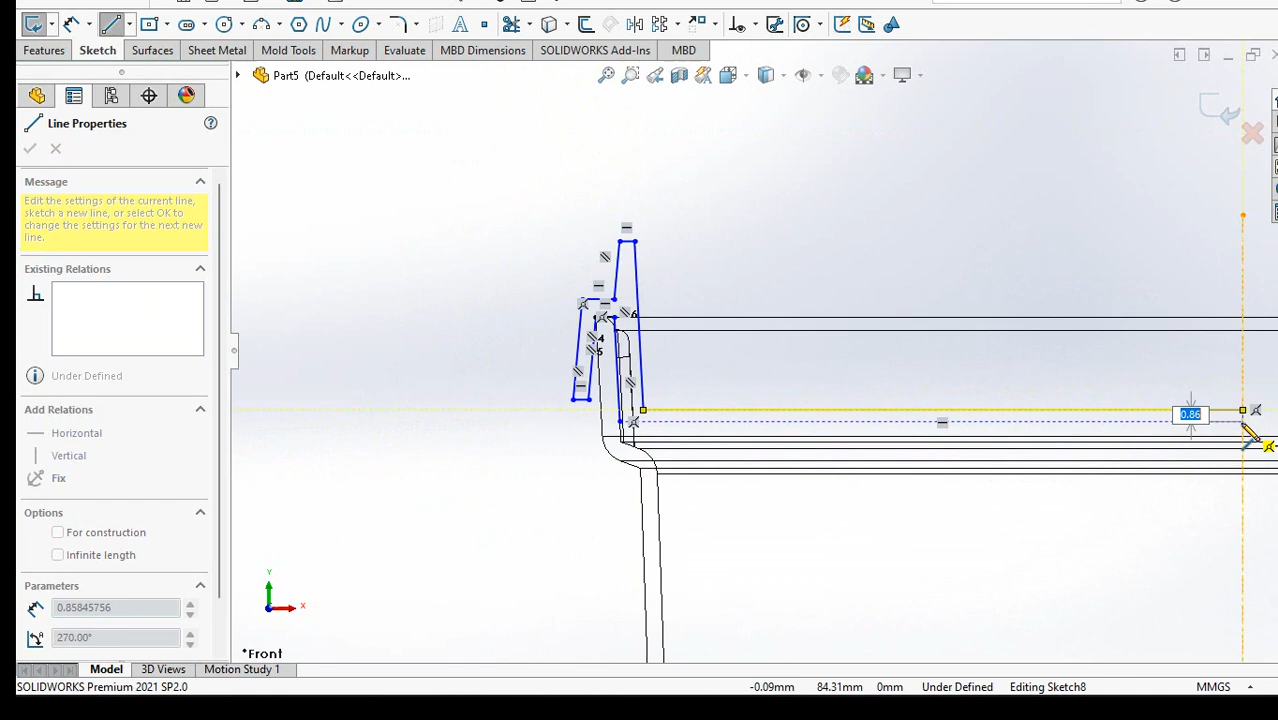 Features Sketch Surfaces Sheet Metal Mold Tools Markup Evaluate MBD Dimensions SOLIDWORKS Add-Ins MBD
Part5 (Default<<Default>...
Line Properties
Message
Edit the settings of the current line,
sketch a new line, or select OK to
change the settings for the next new
line.
Existing Relations
Under Defined
Add Relations
Horizontal
Vertical
Fix
Options
For construction
Infinite length
Parameters
0.85845756
270.00°
6
4
5
0.86
Y
X
*Front
Model 3D Views Motion Study 1
SOLIDWORKS Premium 2021 SP2.0 -0.09mm 84.31mm 0mm Under Defined Editing Sketch8 MMGS